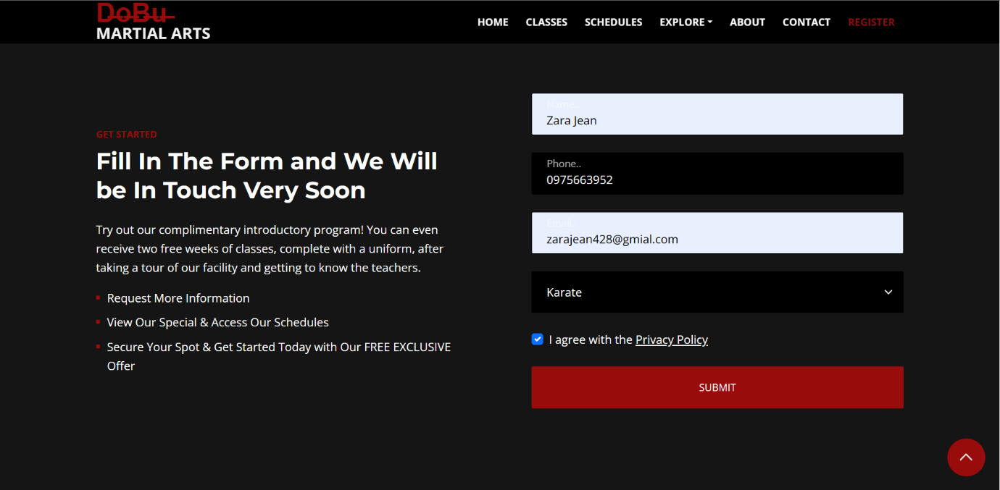 DoBu
MARTIAL ARTS
HOME CLASSES SCHEDULES EXPLORE ABOUT CONTACT REGISTER
GET STARTED
Fill In The Form and We Will
be In Touch Very Soon
Try out our complimentary introductory program! You can even
receive two free weeks of classes, complete with a uniform, after
taking a tour of our facility and getting to know the teachers.
Request More Information
View Our Special & Access Our Schedules
Secure Your Spot & Get Started Today with Our FREE EXCLUSIVE
Offer
Name..
Zara Jean
Phone..
0975663952
Email..
zarajean428@gmial.com
Karate
I agree with the Privacy Policy
SUBMIT